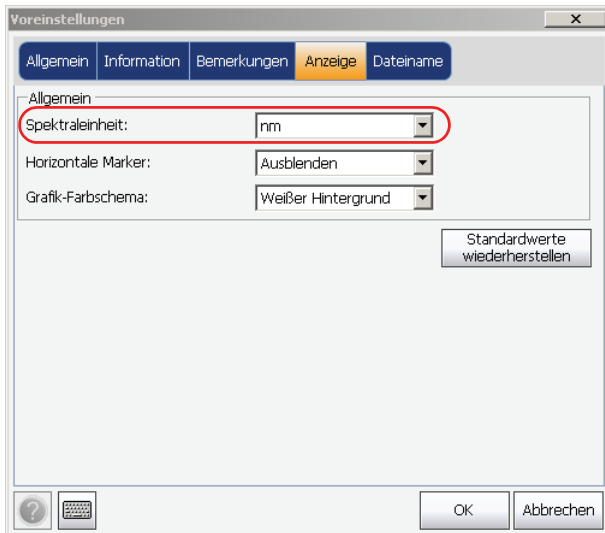 Voreinstellungen
Allgemein Information Bemerkungen Anzeige Dateiname
Allgemein
Spektraleinheit: nm
Horizontale Marker: Ausblenden
Grafik-Farbschema: Weißer Hintergrund
Standardwerte
wiederherstellen
? OK Abbrechen